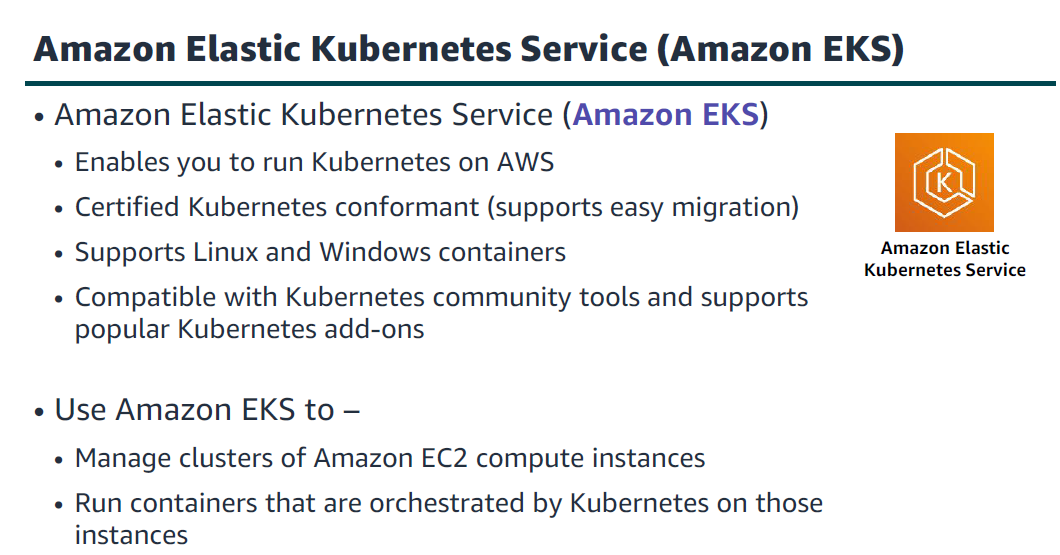 Amazon Elastic Kubernetes Service (Amazon EKS)
• Amazon Elastic Kubernetes Service (Amazon EKS)
• Enables you to run Kubernetes on AWS
• Certified Kubernetes conformant (supports easy migration)
• Supports Linux and Windows containers
• Compatible with Kubernetes community tools and supports
popular Kubernetes add-ons
K
Amazon Elastic
Kubernetes Service
• Use Amazon EKS to –
• Manage clusters of Amazon EC2 compute instances
• Run containers that are orchestrated by Kubernetes on those
instances